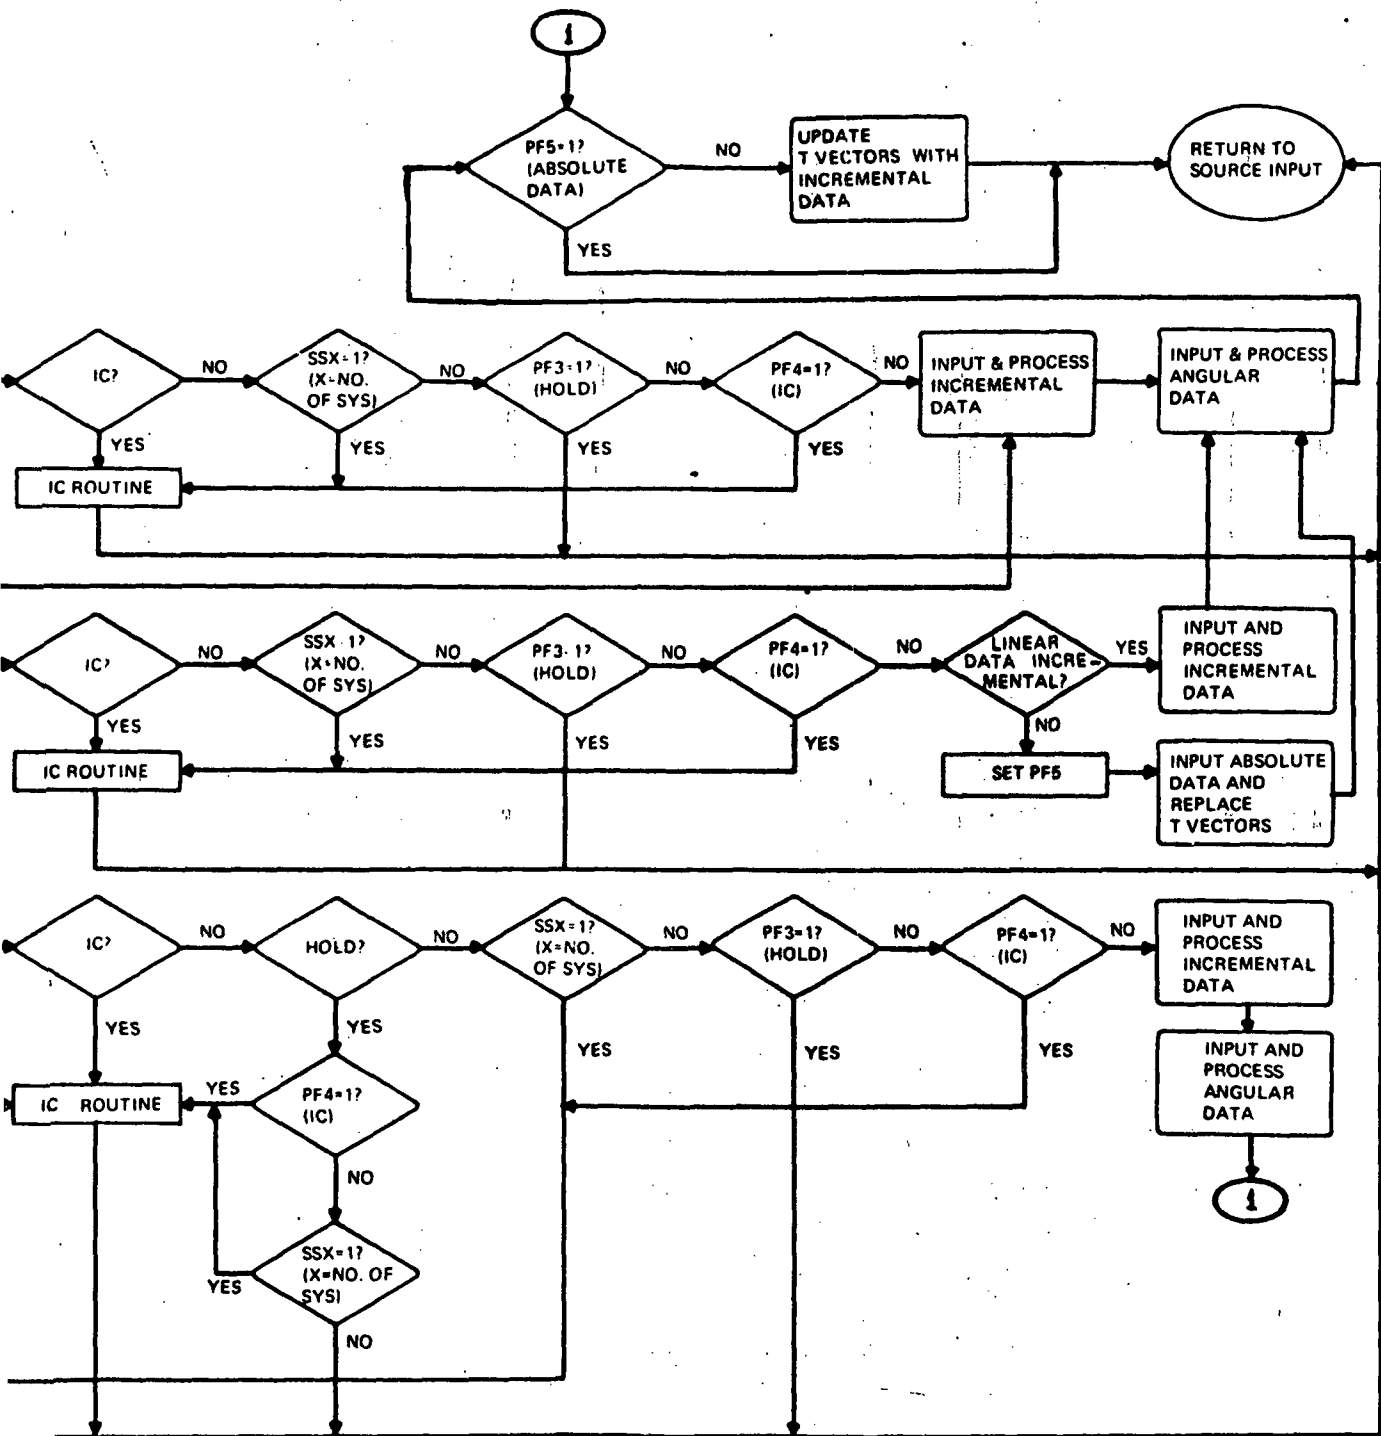 1
PF5=1?
(ABSOLUTE
DATA)
NO
UPDATE
T VECTORS WITH
INCREMENTAL
DATA
RETURN TO
SOURCE INPUT
YES
IC?
NO
SSX=1?
(X=NO.
OF SYS)
NO
PF3=1?
(HOLD)
NO
PF4=1?
(IC)
NO
INPUT & PROCESS
INCREMENTAL
DATA
INPUT & PROCESS
ANGULAR
DATA
YES
YES
YES
YES
IC ROUTINE
IC?
NO
SSX-1?
(X=NO.
OF SYS)
NO
PF3-1?
(HOLD)
NO
PF4=1?
(IC)
NO
LINEAR
DATA INCRE-
MENTAL?
YES
INPUT AND
PROCESS
INCREMENTAL
DATA
YES
YES
YES
YES
NO
IC ROUTINE
SET PF5
INPUT ABSOLUTE
DATA AND
REPLACE
T VECTORS
IC?
NO
HOLD?
NO
SSX=1?
(X=NO.
OF SYS)
NO
PF3=1?
(HOLD)
NO
PF4=1?
(IC)
NO
INPUT AND
PROCESS
INCREMENTAL
DATA
YES
YES
YES
YES
YES
INPUT AND
PROCESS
ANGULAR
DATA
IC ROUTINE
YES
PF4=1?
(IC)
NO
1
SSX=1?
(X=NO. OF
SYS)
YES
NO